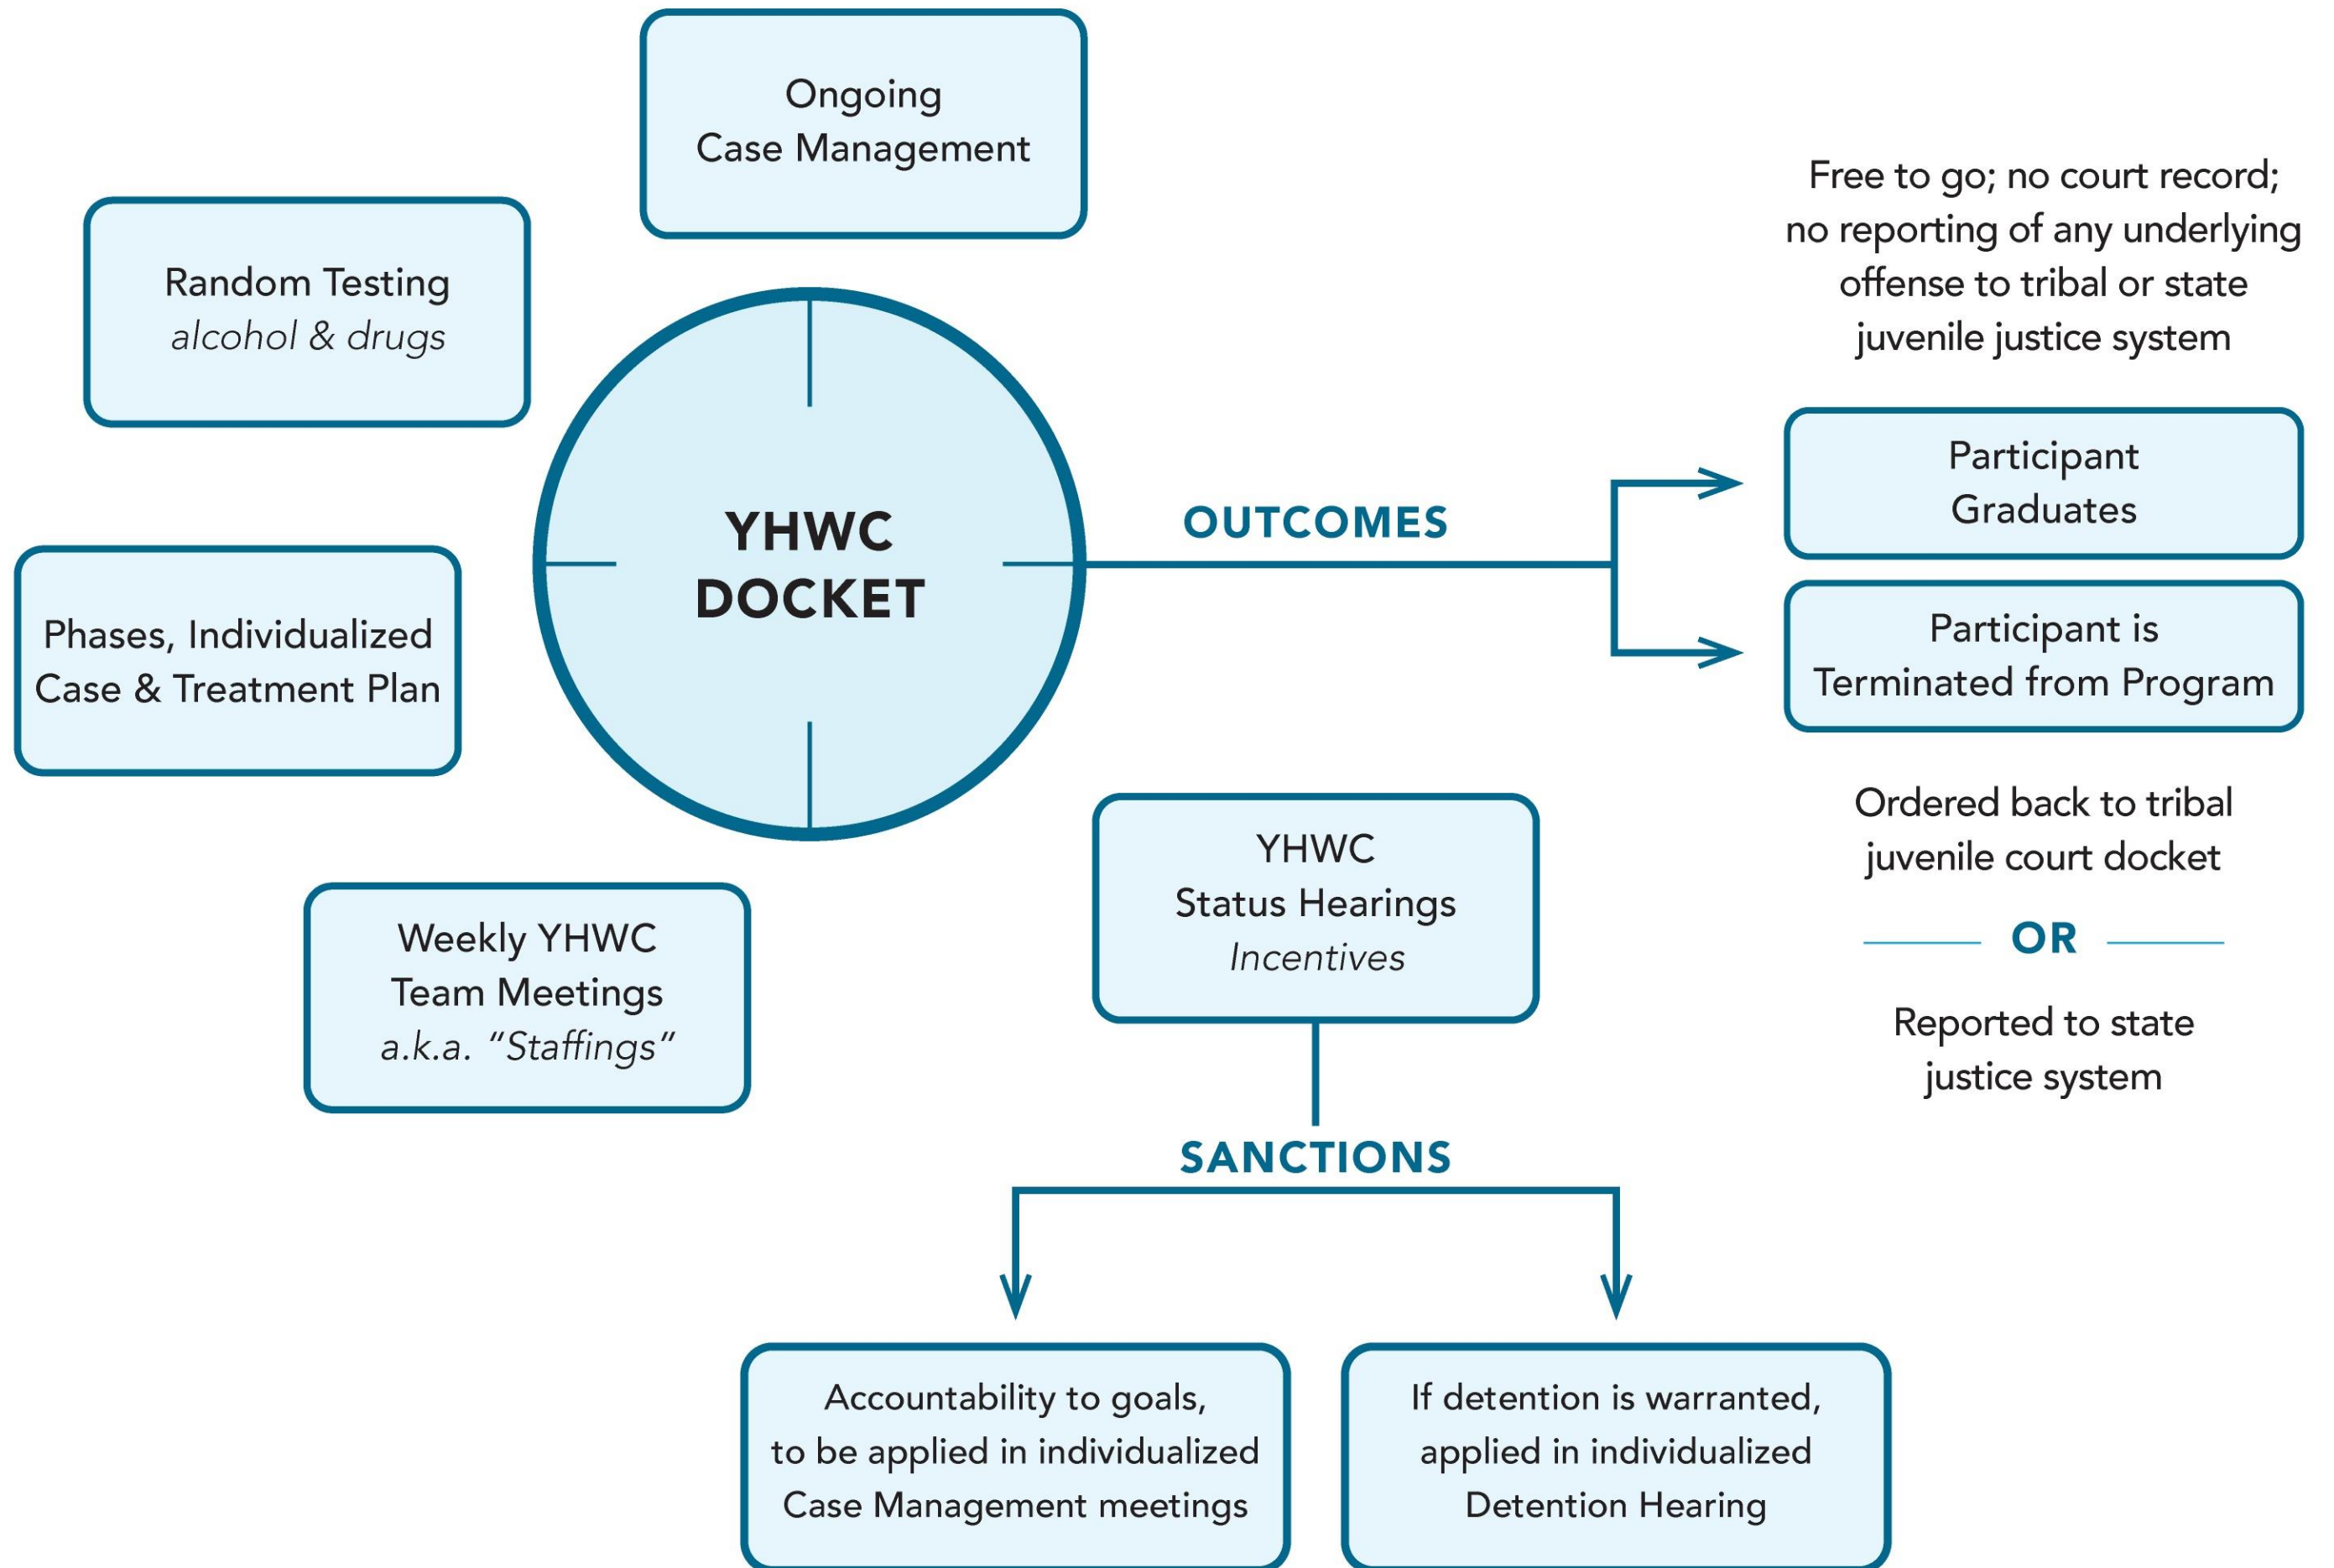 Ongoing
Case Management
Random Testing
alcohol & drugs
Phases, Individualized
Case & Treatment Plan
Weekly YHWC
Team Meetings
a.k.a. “Staffings”
YHWC
DOCKET
YHWC
Status Hearings
Incentives
SANCTIONS
Accountability to goals,
to be applied in individualized
Case Management meetings
If detention is warranted,
applied in individualized
Detention Hearing
OUTCOMES
Free to go; no court record;
no reporting of any underlying
offense to tribal or state
juvenile justice system
Participant
Graduates
Participant is
Terminated from Program
Ordered back to tribal
juvenile court docket
OR
Reported to state
justice system